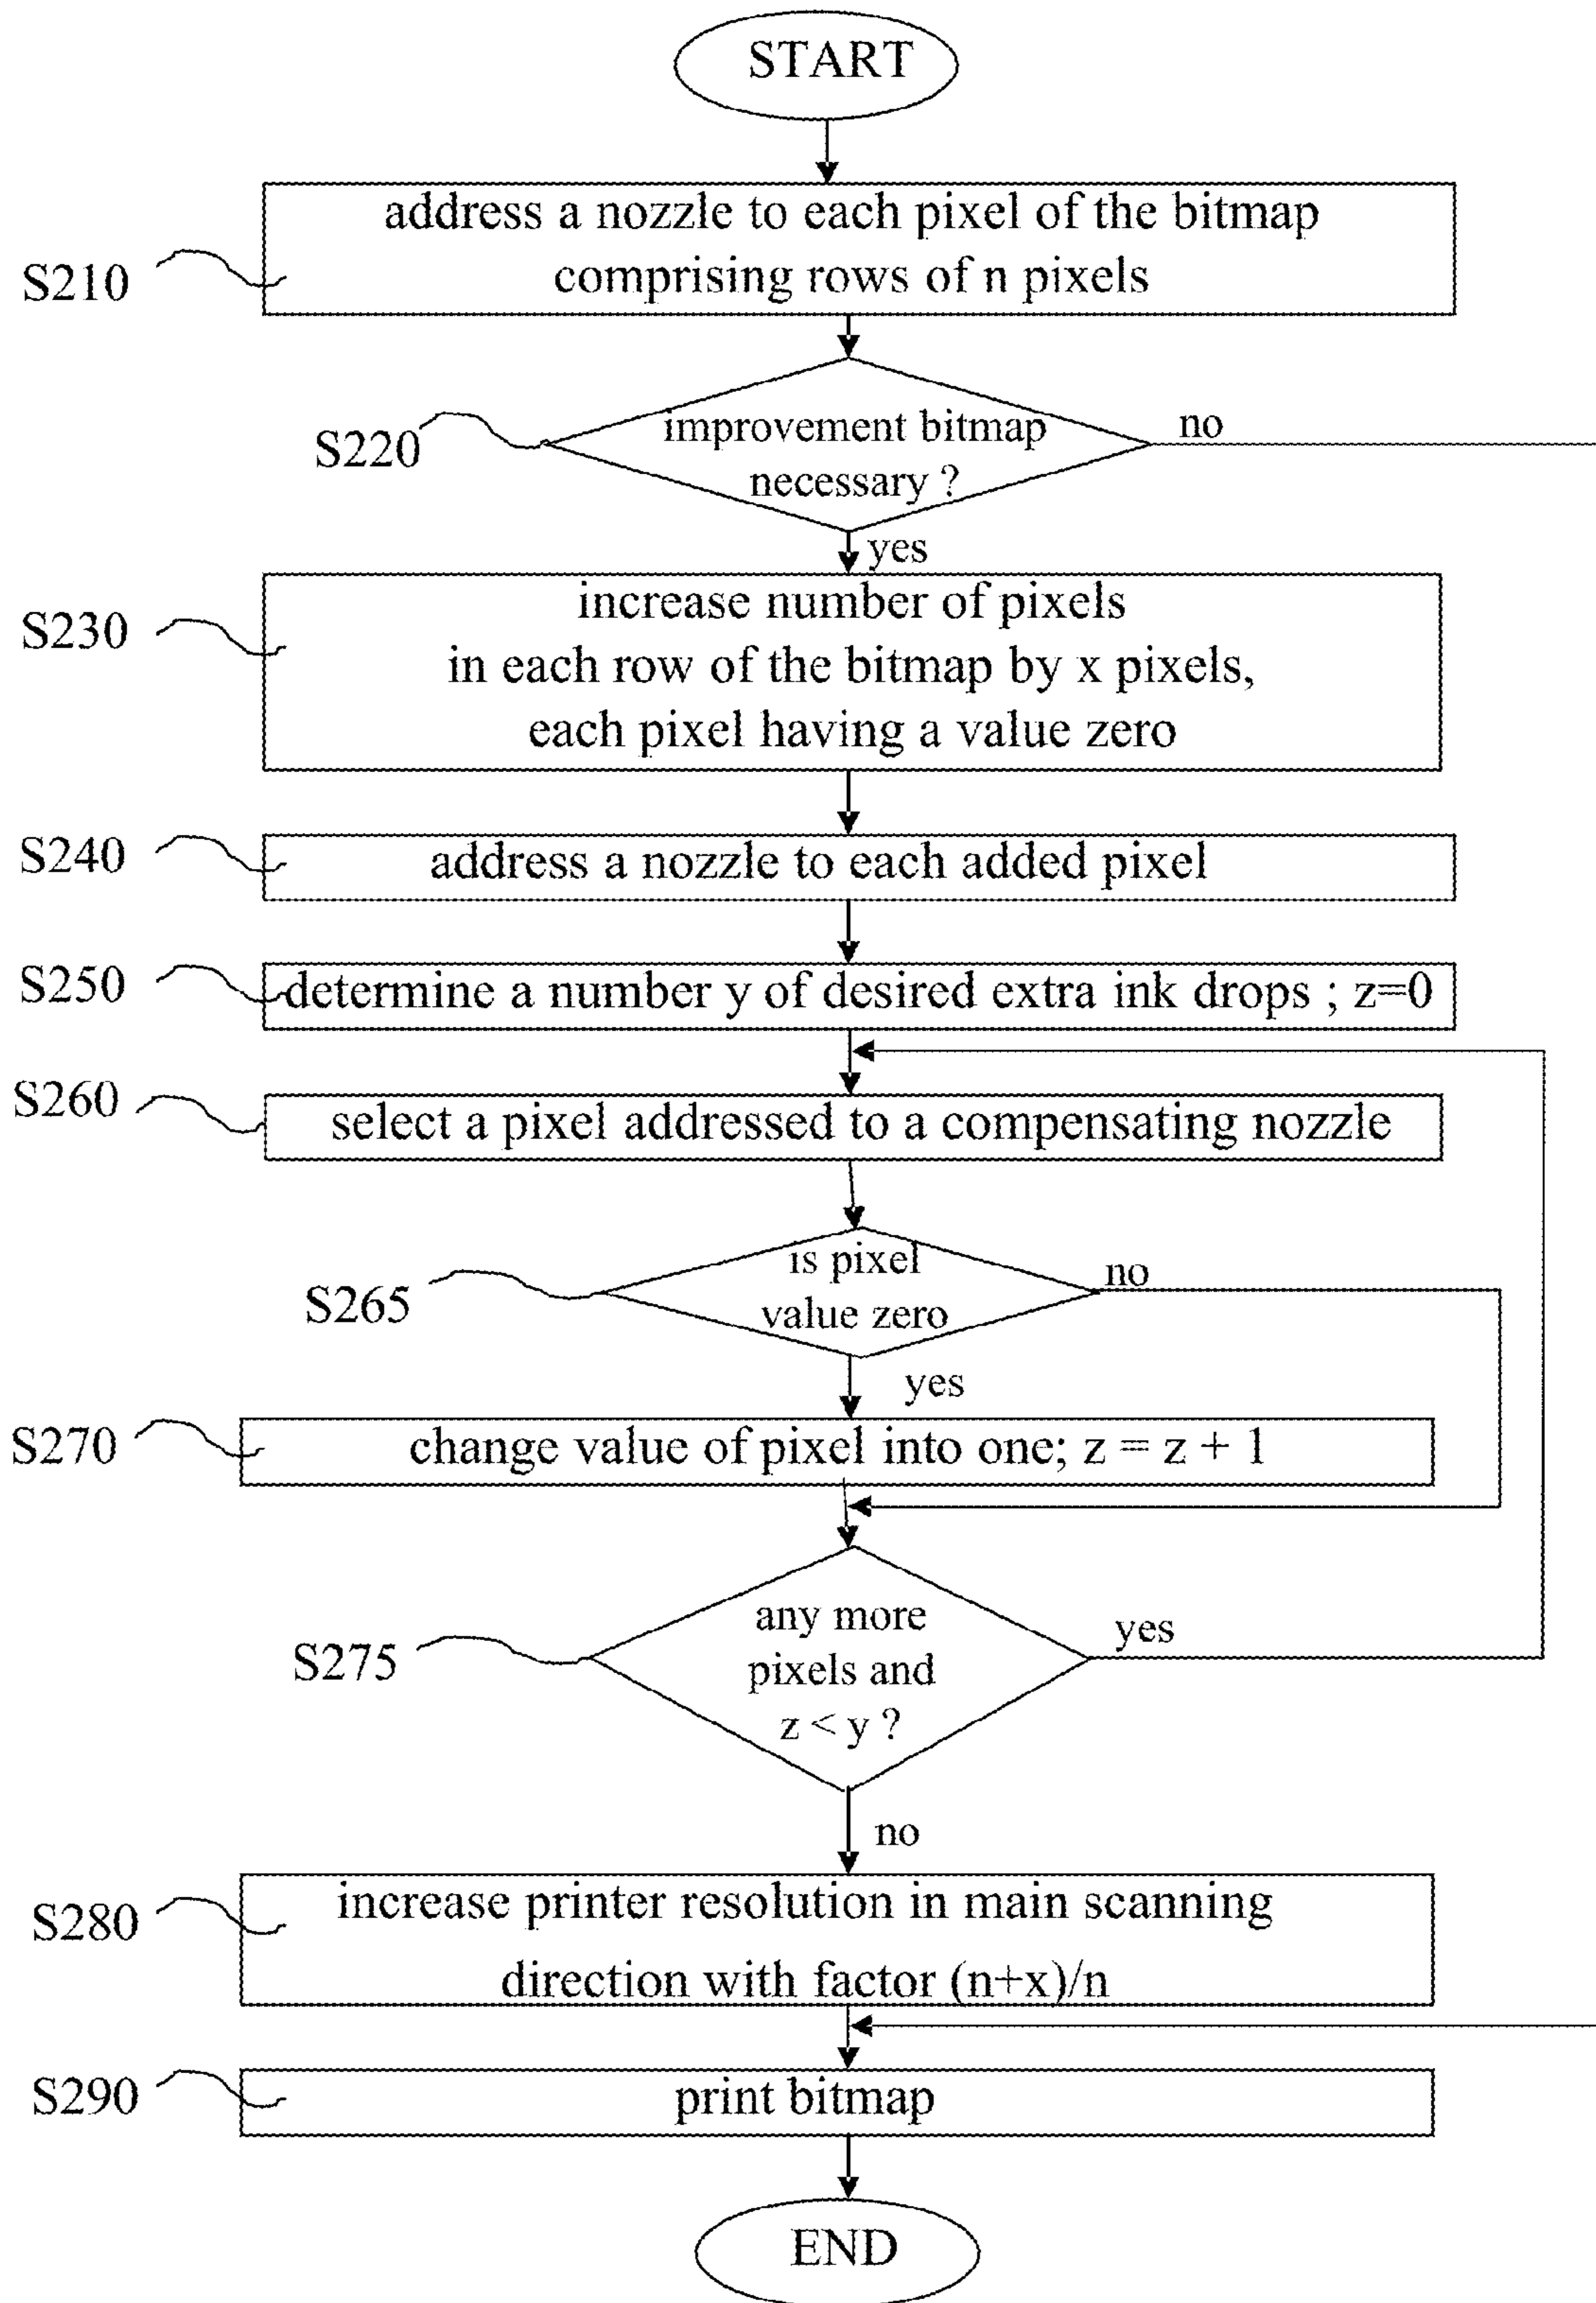 START
address a nozzle to each pixel of the bitmap
comprising rows of n pixels
S210
improvement bitmap
necessary ?
no
S220
yes
increase number of pixels
in each row of the bitmap by x pixels,
each pixel having a value zero
S230
S240
address a nozzle to each added pixel
S250
determine a number y of desired extra ink drops ; z=0
S260
select a pixel addressed to a compensating nozzle
is pixel
value zero
no
S265
yes
S270
change value of pixel into one; z = z + 1
any more
pixels and
z < y ?
yes
S275
no
increase printer resolution in main scanning
direction with factor (n+x)/n
S280
S290
print bitmap
END